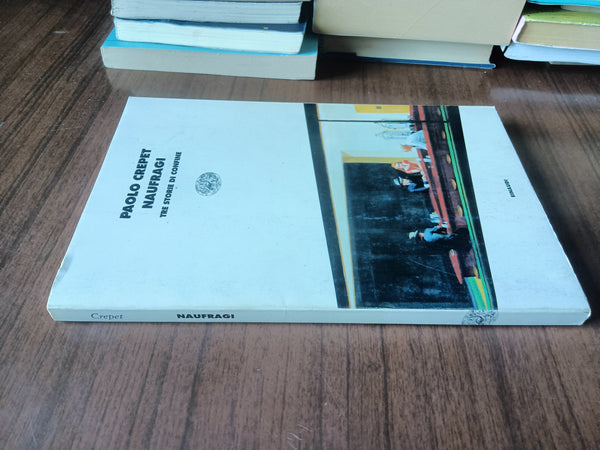 PAOLO CREPET
NAUFRAGI
TRE STORIE DI CONFINE
EINAUDI
Crepet
NAUFRAGI